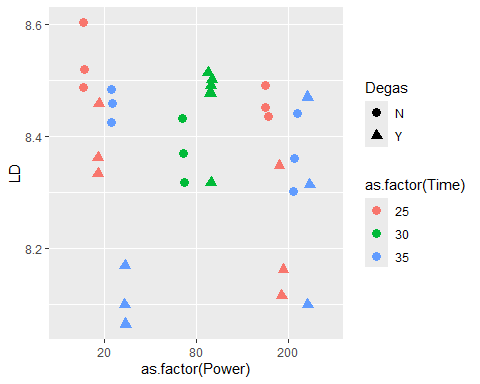 8.6
8.4
8.2
LD
20
80
200
as.factor(Power)
Degas
N
Y
as.factor(Time)
25
30
35